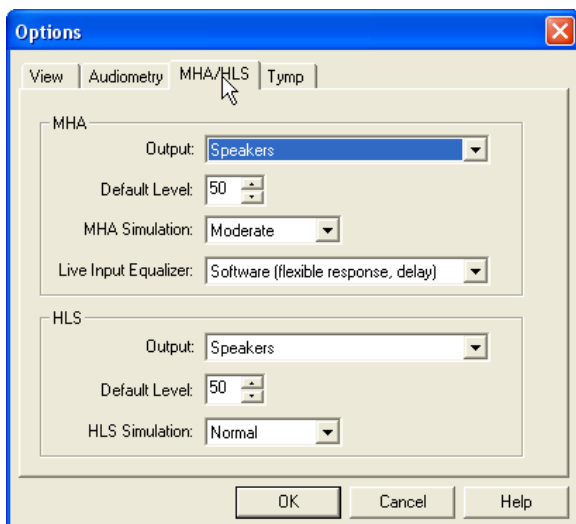 Options
View Audiometry MHA/HLS Tymp
MHA
Output: Speakers
Default Level: 50
MHA Simulation: Moderate
Live Input Equalizer: Software (flexible response, delay)
HLS
Output: Speakers
Default Level: 50
HLS Simulation: Normal
OK Cancel Help